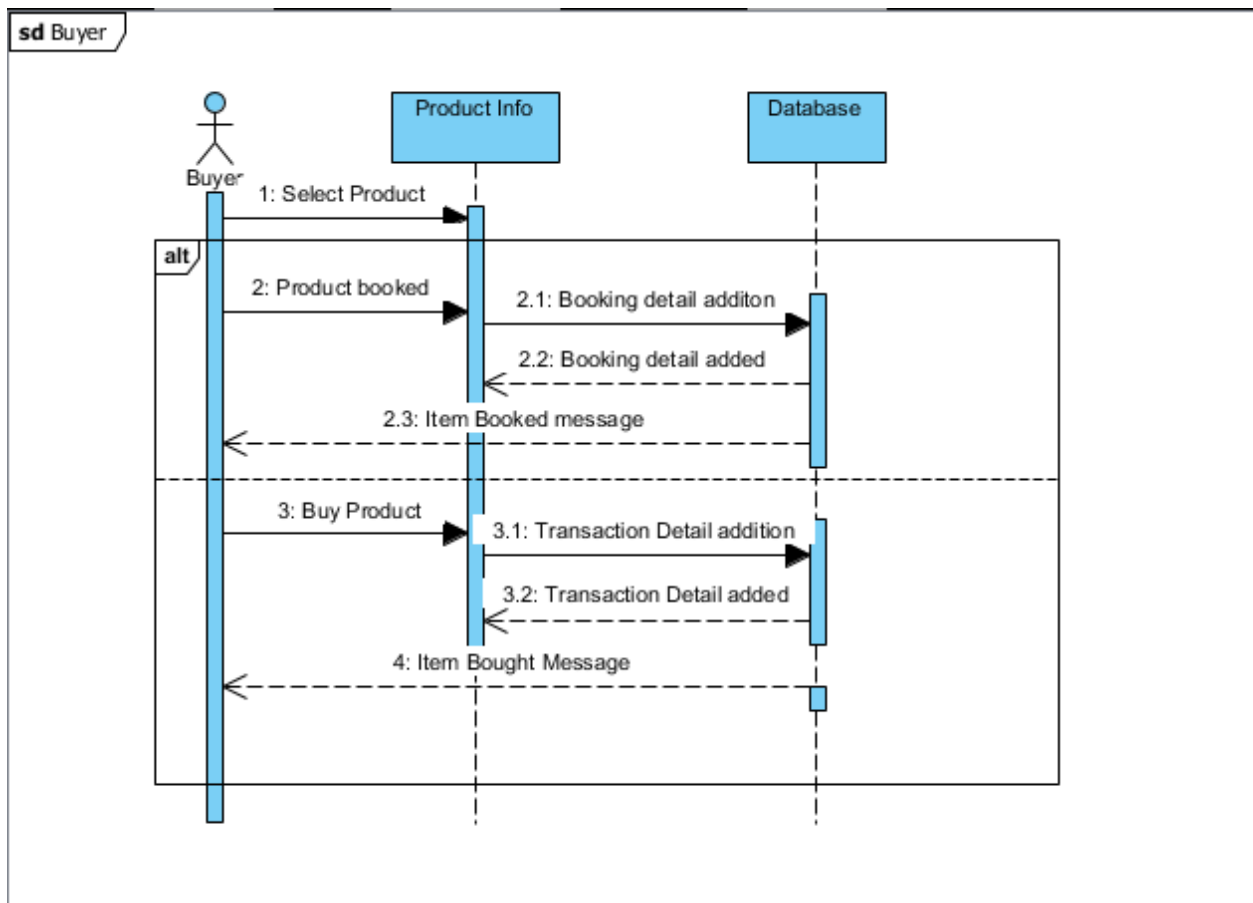 sd Buyer
Product Info
Database
Buyer
1: Select Product
alt
2: Product booked
2.1: Booking detail additon
2.2: Booking detail added
2.3: Item Booked message
3: Buy Product
3.1: Transaction Detail addition
3.2: Transaction Detail added
4: Item Bought Message